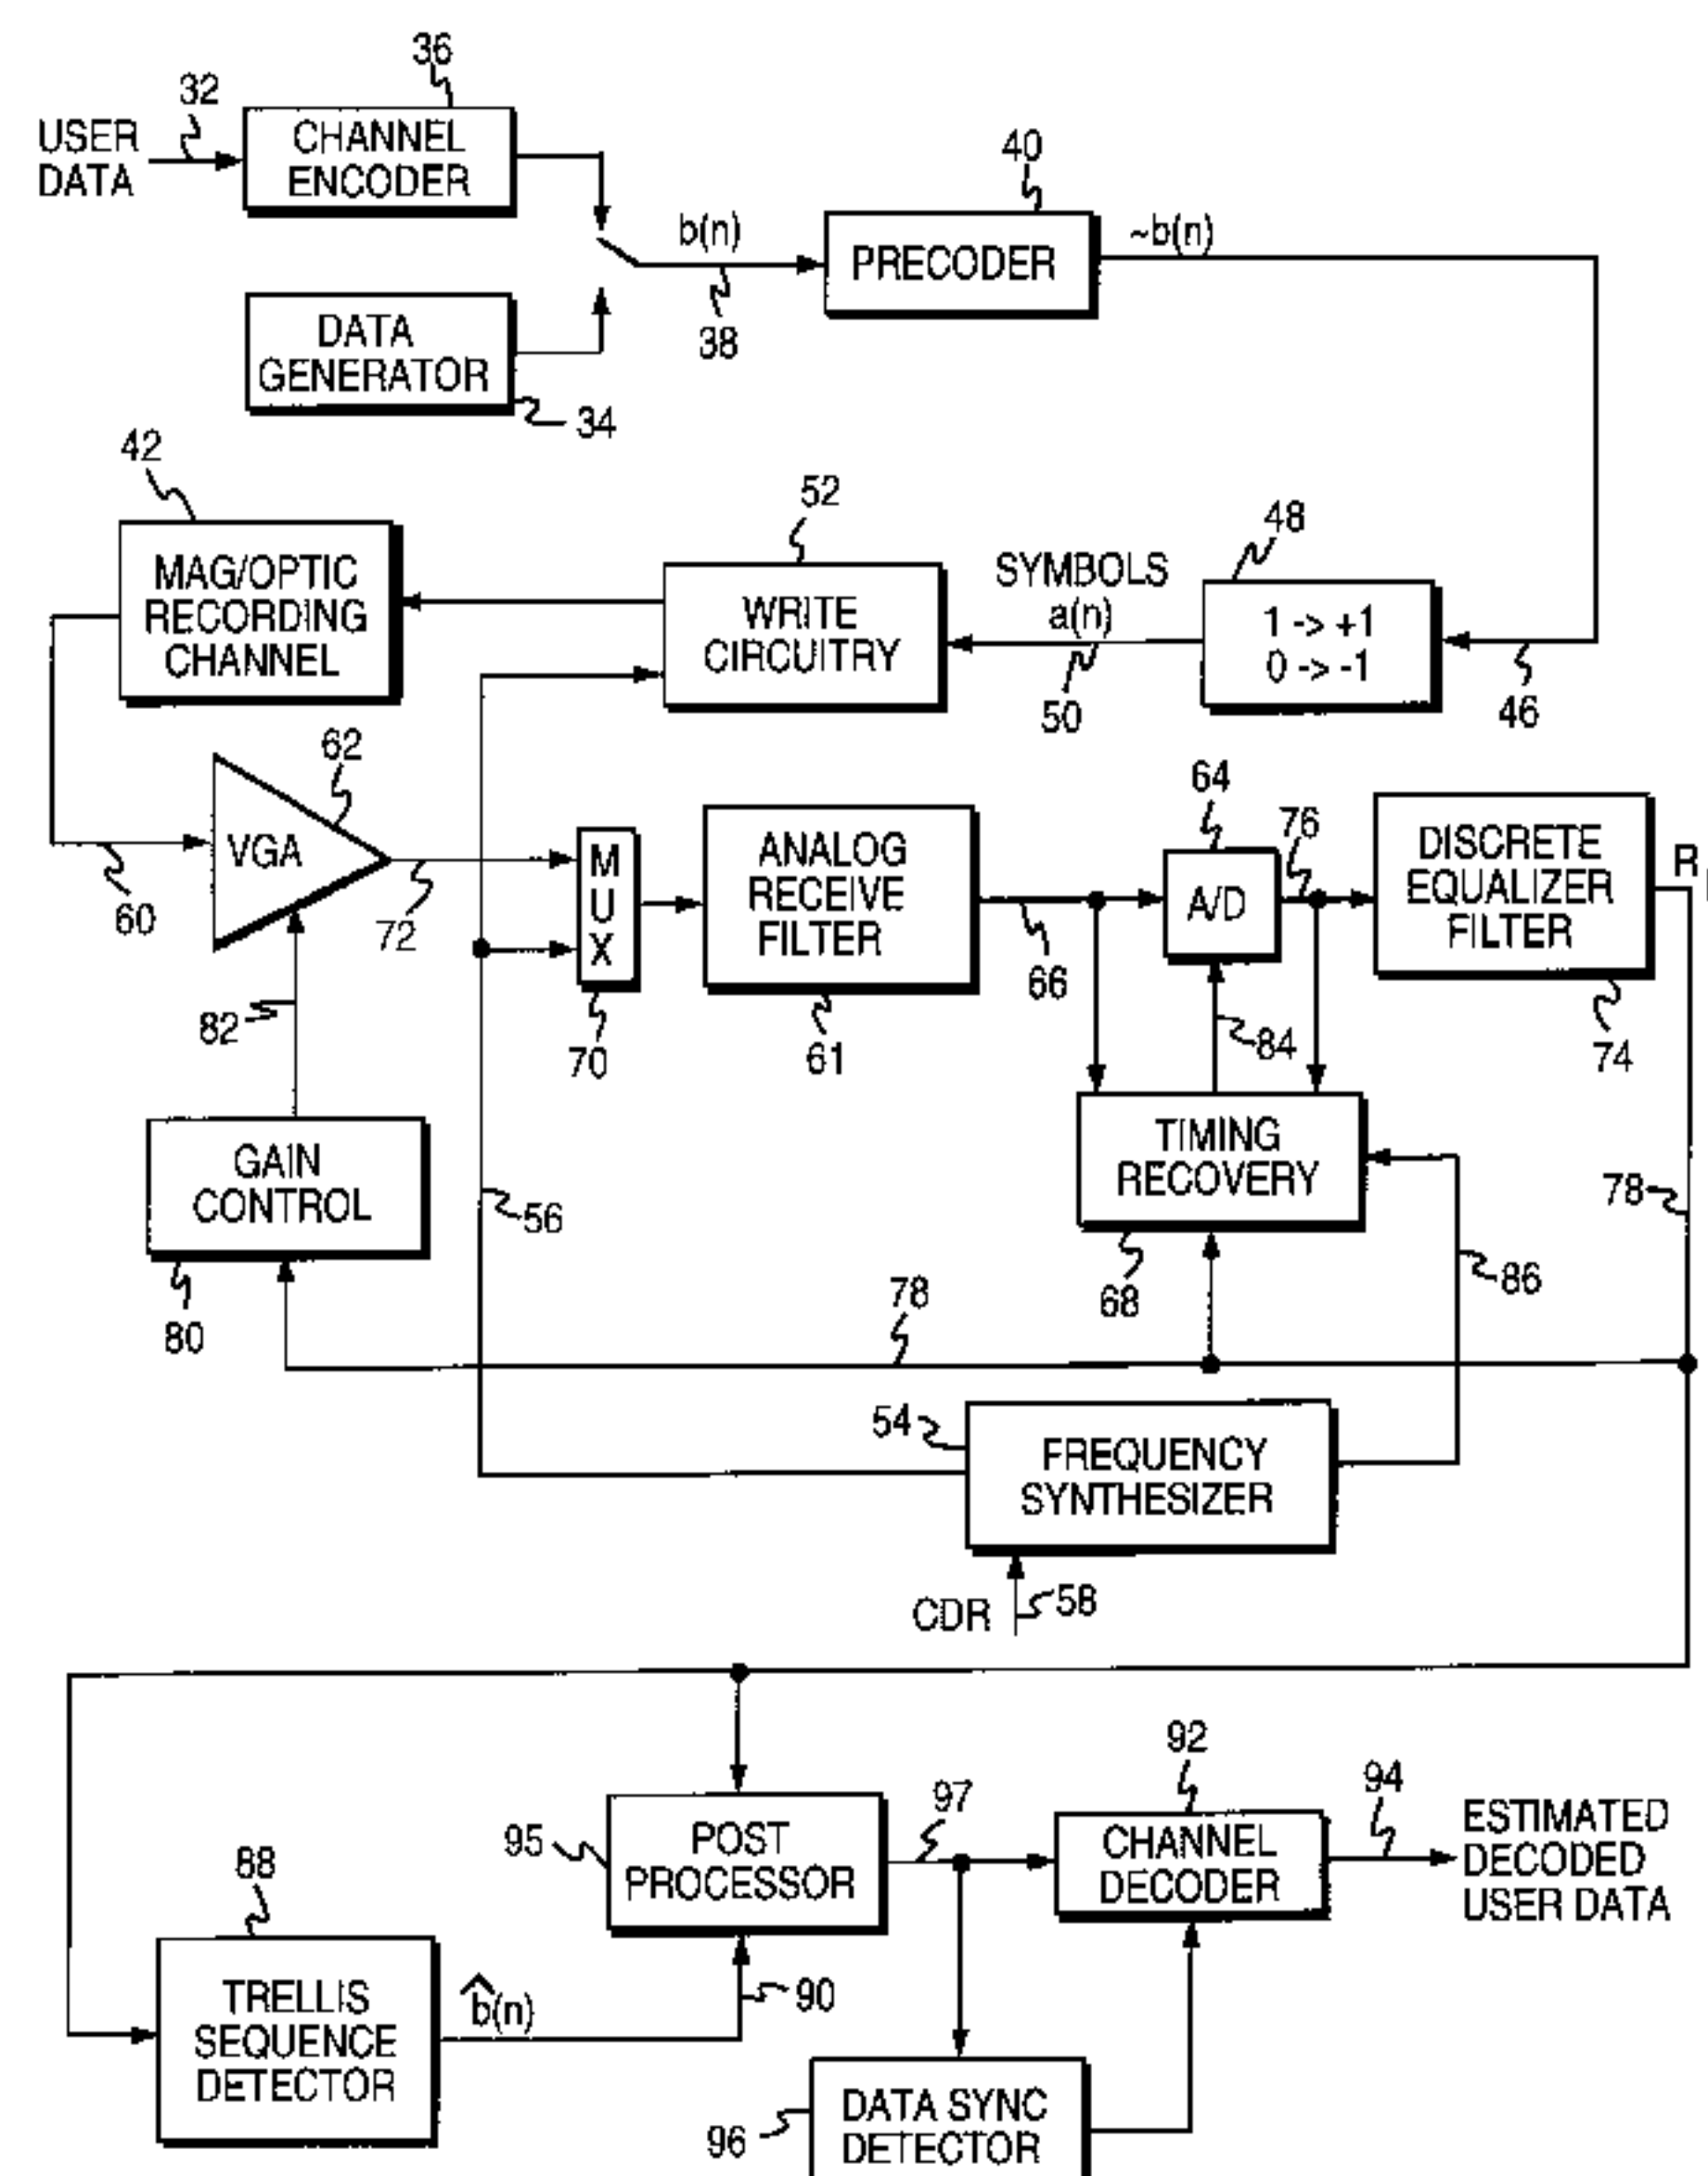 36
32
USER
DATA
CHANNEL
ENCODER
40
b(n)
PRECODER
~b(n)
38
DATA
GENERATOR
34
42
52
48
MAG/OPTIC
RECORDING
CHANNEL
WRITE
CIRCUITRY
SYMBOLS
a(n)
50
1 -> +1
0 -> -1
46
62
VGA
60
72
M
U
X
70
ANALOG
RECEIVE
FILTER
61
66
64
A/D
76
DISCRETE
EQUALIZER
FILTER
74
R
82
84
GAIN
CONTROL
80
56
TIMING
RECOVERY
68
78
86
78
54
FREQUENCY
SYNTHESIZER
CDR
58
92
94
97
95
POST
PROCESSOR
CHANNEL
DECODER
ESTIMATED
DECODED
USER DATA
88
TRELLIS
SEQUENCE
DETECTOR
b̂(n)
90
96
DATA SYNC
DETECTOR